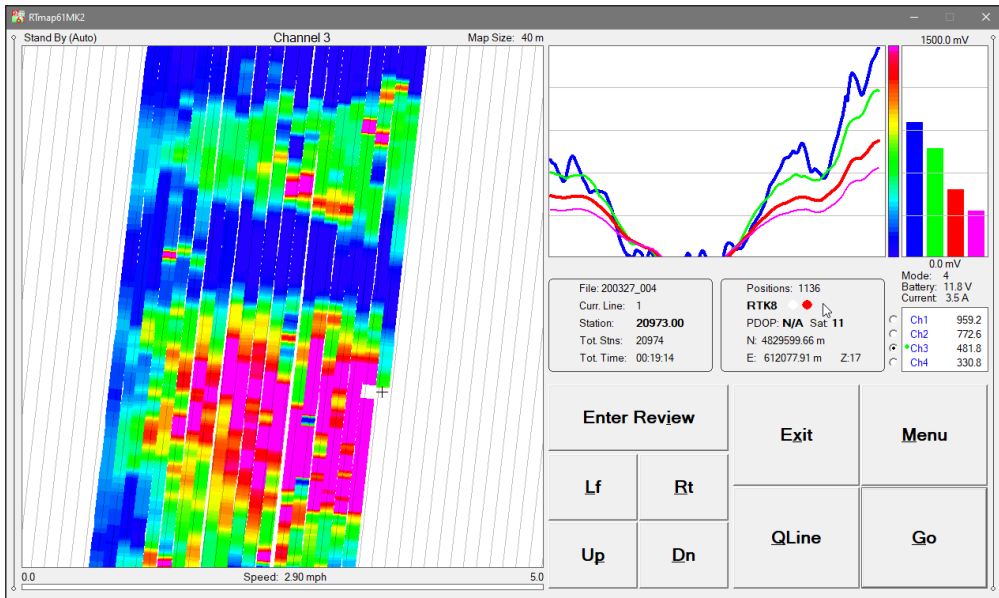 RTmap61MK2
Stand By (Auto)
Channel 3
Map Size: 40 m
0.0
Speed: 2.90 mph
5.0
1500.0 mV
0.0 mV
Mode: 4
Battery: 11.8 V
Current: 3.5 A
File: 200327_004
Curr. Line: 1
Station: 20973.00
Tot. Stns: 20974
Tot. Time: 00:19:14
Positions: 1136
RTK8
PDOP: N/A Sat: 11
N: 4829599.66 m
E: 612077.91 m Z:17
Ch1 959.2
Ch2 772.6
Ch3 481.8
Ch4 330.8
Enter Review
Exit
Menu
Lf
Rt
Up
Dn
QLine
Go